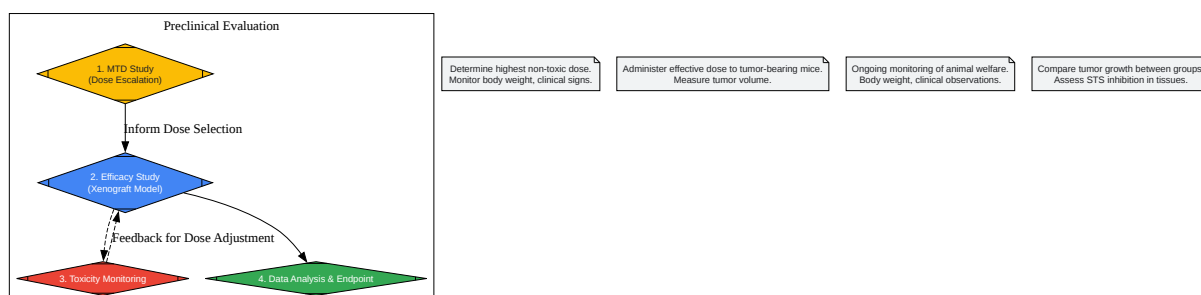 Preclinical Evaluation
1. MTD Study
(Dose Escalation)
Inform Dose Selection
2. Efficacy Study
(Xenograft Model)
Feedback for Dose Adjustment
3. Toxicity Monitoring
4. Data Analysis & Endpoint
Determine highest non-toxic dose.
Monitor body weight, clinical signs.
Administer effective dose to tumor-bearing mice.
Measure tumor volume.
Ongoing monitoring of animal welfare.
Body weight, clinical observations.
Compare tumor growth between groups
Assess STS inhibition in tissues.